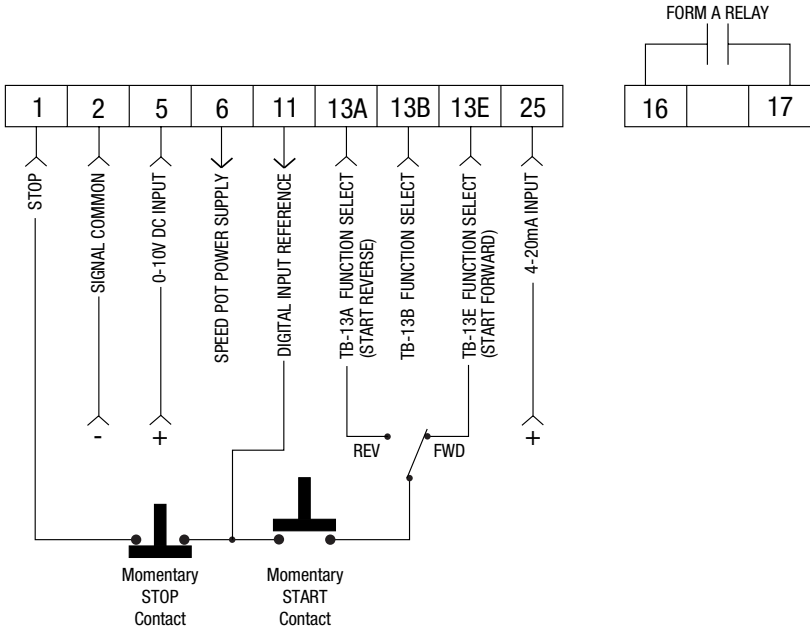 FORM A RELAY
1 2 5 6 11 13A 13B 13E 25
16 17
STOP
SIGNAL COMMON
0-10V DC INPUT
SPEED POT POWER SUPPLY
DIGITAL INPUT REFERENCE
TB-13A FUNCTION SELECT
(START REVERSE)
TB-13B FUNCTION SELECT
TB-13E FUNCTION SELECT
(START FORWARD)
4-20mA INPUT
- + +
REV FWD
Momentary
STOP
Contact
Momentary
START
Contact